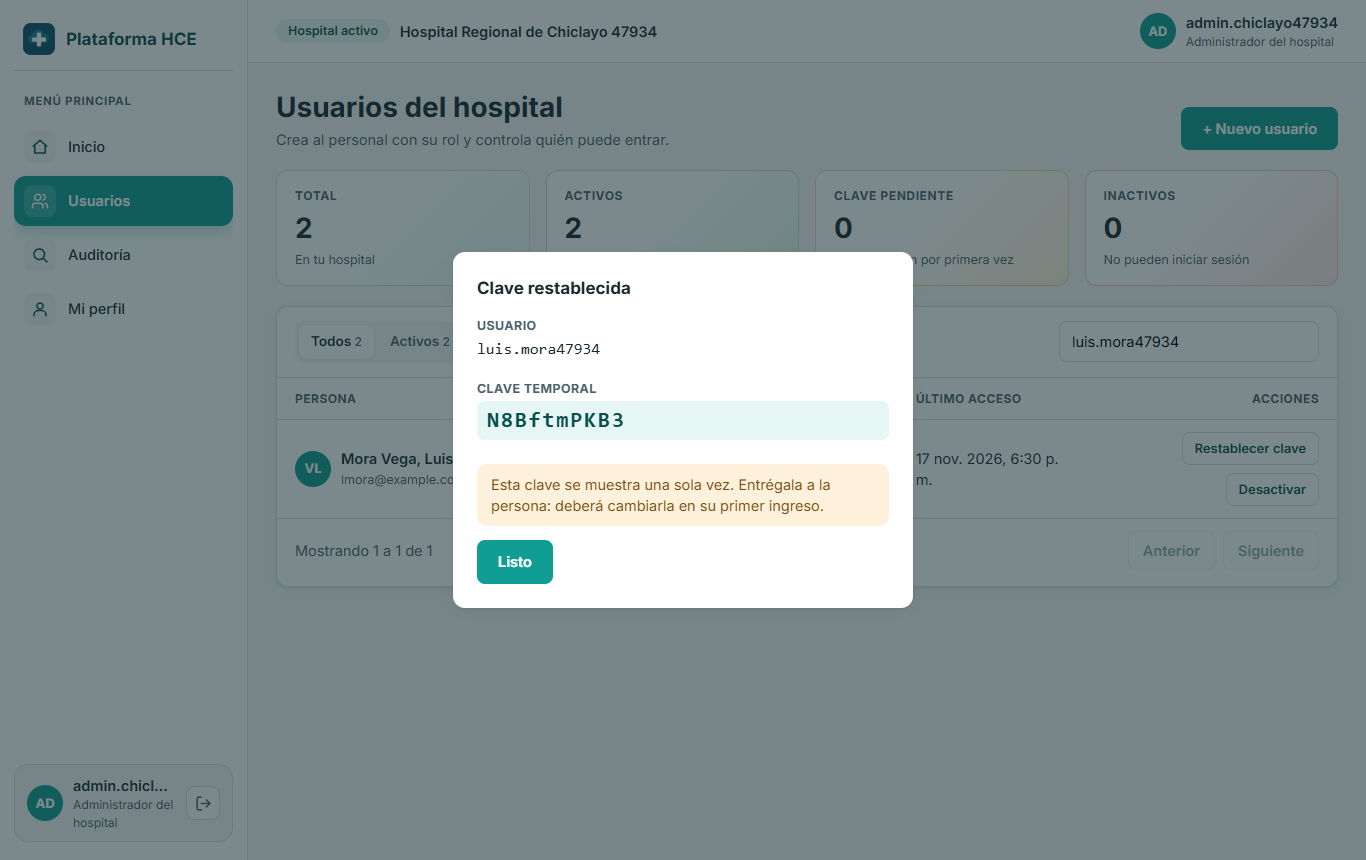 Plataforma HCE
MENÚ PRINCIPAL
Inicio
Usuarios
Auditoría
Mi perfil
AD
admin.chicl...
Administrador del
hospital
Hospital activo
Hospital Regional de Chiclayo 47934
AD
admin.chiclayo47934
Administrador del hospital
Usuarios del hospital
Crea al personal con su rol y controla quién puede entrar.
+ Nuevo usuario
TOTAL
2
En tu hospital
ACTIVOS
2
CLAVE PENDIENTE
0
por primera vez
INACTIVOS
0
No pueden iniciar sesión
Todos 2
Activos 2
luis.mora47934
PERSONA
ÚLTIMO ACCESO
ACCIONES
VL
Mora Vega, Luis
lmora@example.co
17 nov. 2026, 6:30 p.
m.
Restablecer clave
Desactivar
Mostrando 1 a 1 de 1
Anterior
Siguiente
Clave restablecida
USUARIO
luis.mora47934
CLAVE TEMPORAL
N8BftmPKB3
Esta clave se muestra una sola vez. Entrégala a la
persona: deberá cambiarla en su primer ingreso.
Listo